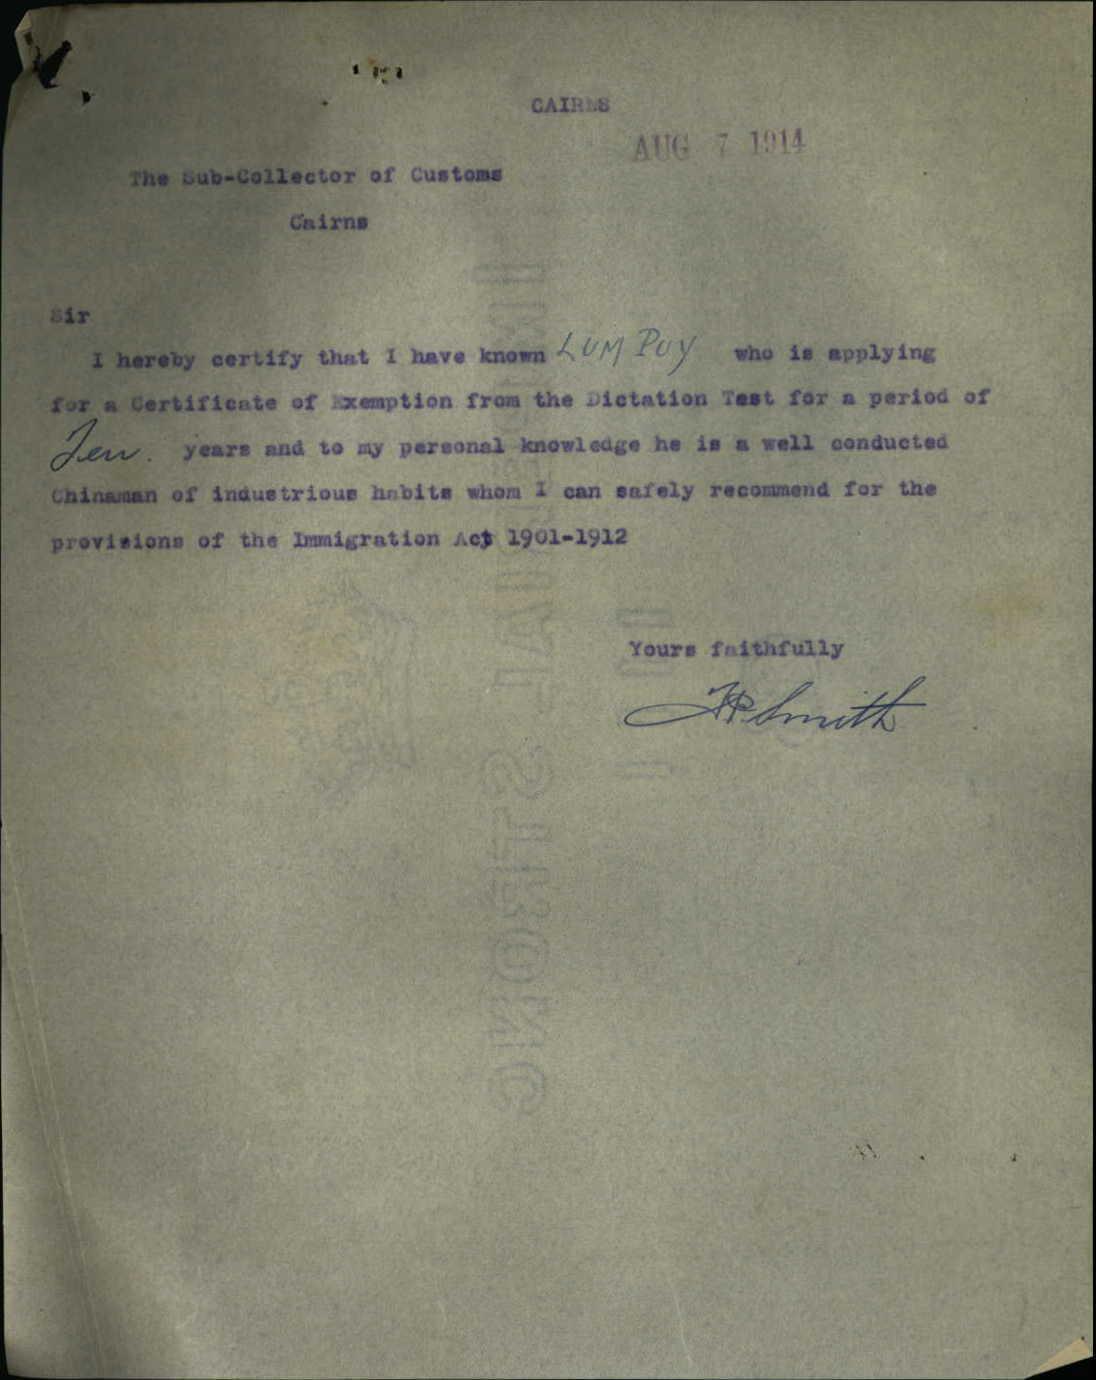 CAIRNS
AUG 7 1914
The Sub-Collector of Customs
Cairns
Sir
I hereby certify that I have known LUM POY who is applying
for a Certificate of Exemption from the Dictation Test for a period of
Ten. years and to my personal knowledge he is a well conducted
Chinaman of industrious habits whom I can safely recommend for the
provisions of the Immigration Act 1901-1912
Yours faithfully
Smith
STRONG